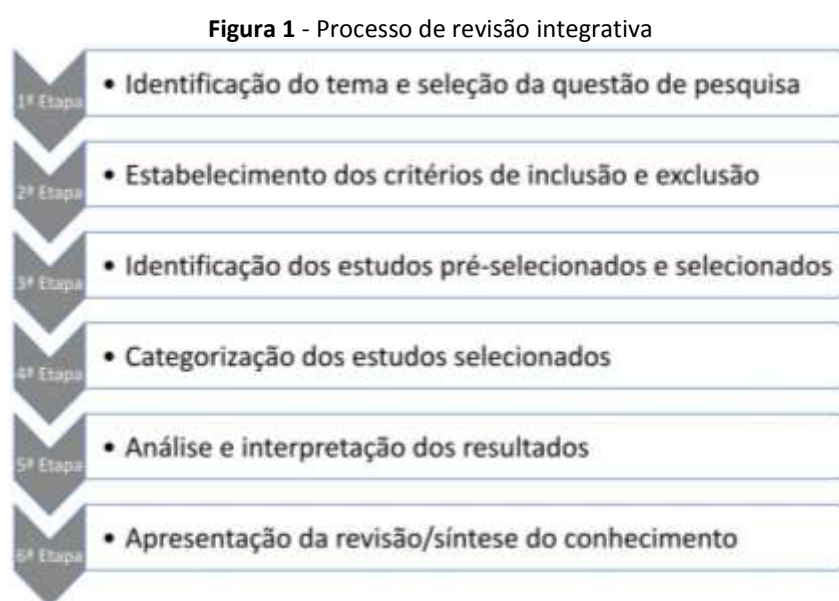 Figura 1 - Processo de revisão integrativa
1ª Etapa
• Identificação do tema e seleção da questão de pesquisa
2ª Etapa
• Estabelecimento dos critérios de inclusão e exclusão
3ª Etapa
• Identificação dos estudos pré-selecionados e selecionados
4ª Etapa
• Categorização dos estudos selecionados
5ª Etapa
• Análise e interpretação dos resultados
6ª Etapa
• Apresentação da revisão/síntese do conhecimento